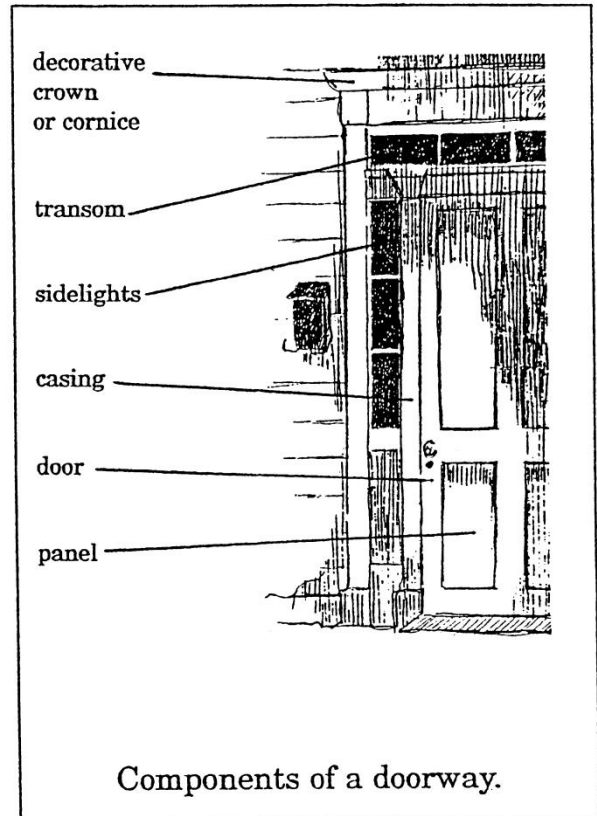 decorative
crown
or cornice
transom
sidelights
casing
door
panel
Components of a doorway.